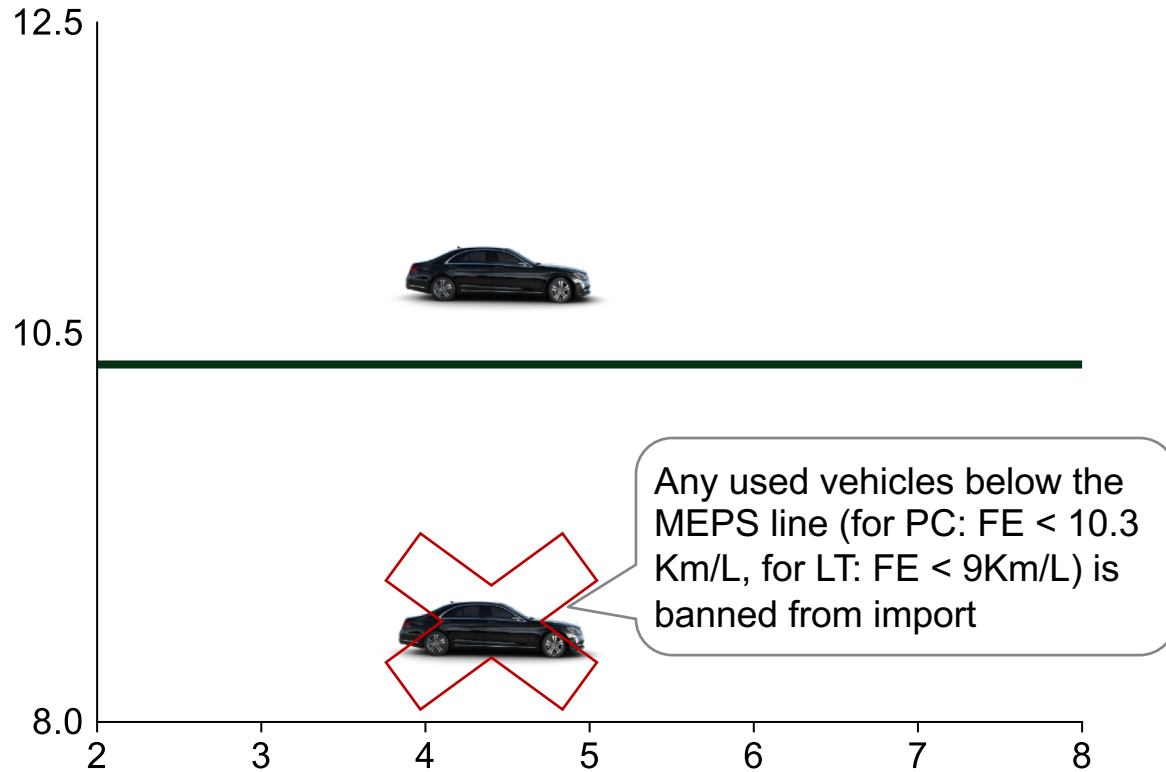 12.5
10.5
Any used vehicles below the
MEPS line (for PC: FE < 10.3
Km/L, for LT: FE < 9Km/L) is
banned from import
8.0
2 3 4 5 6 7 8